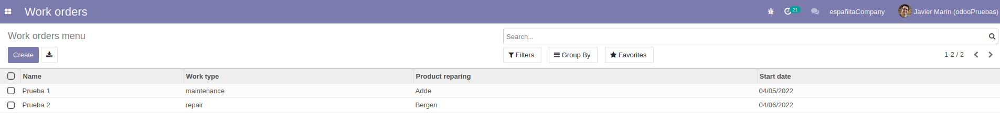 Work orders 21 españitaCompany Javier Marín (odooPruebas)
Work orders menu Search...
Create Filters Group By Favorites 1-2 / 2
Name Work type Product reparing Start date
Prueba 1 maintenance Adde 04/05/2022
Prueba 2 repair Bergen 04/06/2022